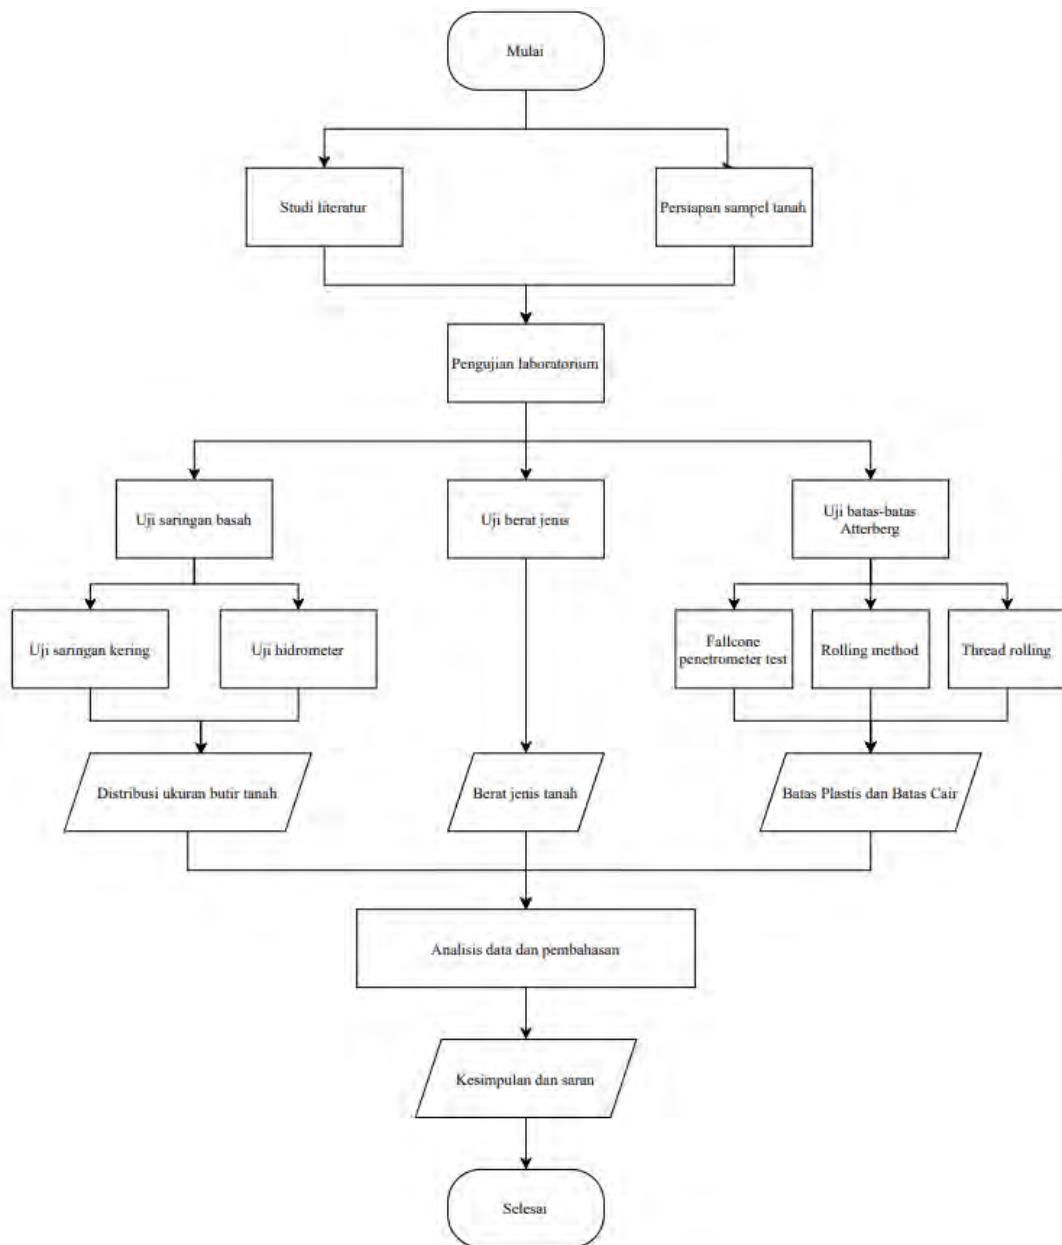 Mulai
Studi literatur
Persiapan sampel tanah
Pengujian laboratorium
Uji saringan basah
Uji berat jenis
Uji batas-batas
Atterberg
Uji saringan kering
Uji hidrometer
Fallcone
penetrometer test
Rolling method
Thread rolling
Distribusi ukuran butir tanah
Berat jenis tanah
Batas Plastis dan Batas Cair
Analisis data dan pembahasan
Kesimpulan dan saran
Selesai